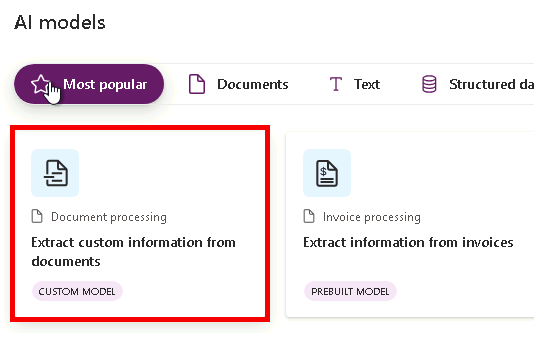 AI models
Most popular
Documents
Text
Structured da
Document processing
Extract custom information from
documents
CUSTOM MODEL
Invoice processing
Extract information from invoices
PREBUILT MODEL